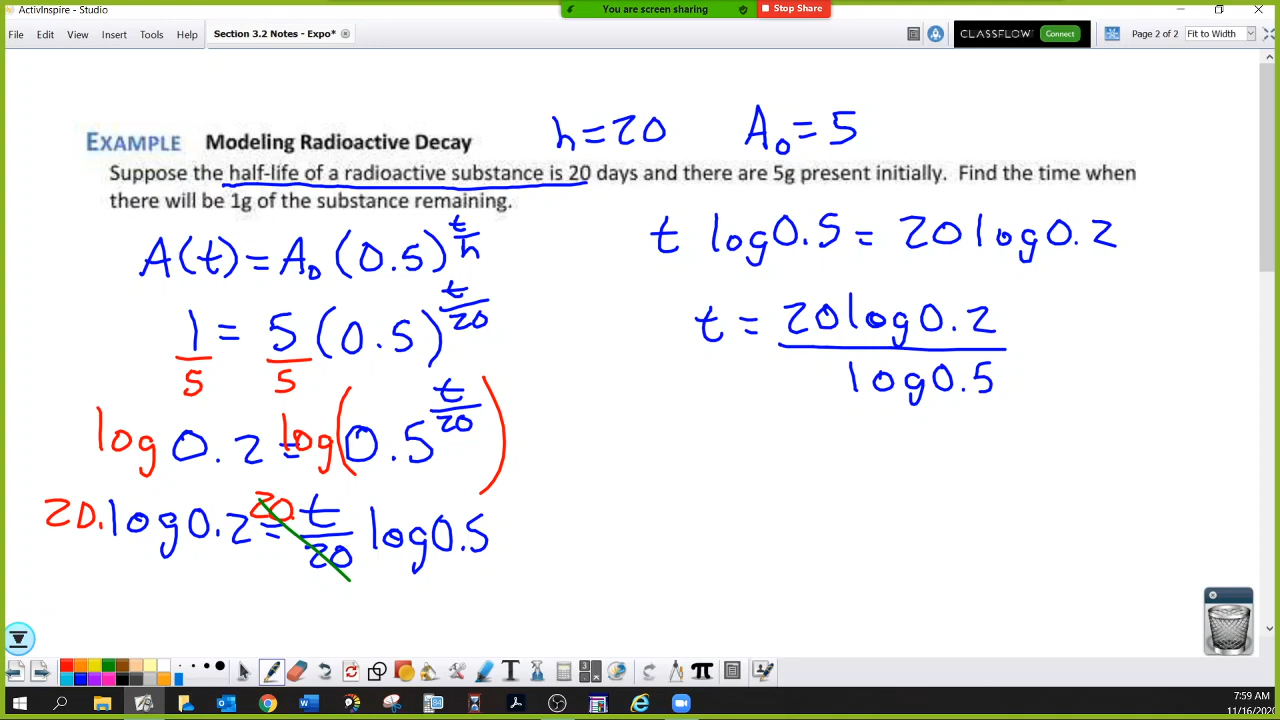 ActivInspire - Studio
You are screen sharing
Stop Share
File Edit View Insert Tools Help
Section 3.2 Notes - Expo*
CLASSFLOW Connect
Page 2 of 2 Fit to Width
EXAMPLE Modeling Radioactive Decay
h=20 A₀=5
Suppose the half-life of a radioactive substance is 20 days and there are 5g present initially. Find the time when
there will be 1g of the substance remaining.
A(t)=A₀(0.5)^(t/h)
1/5 = 5/5 (0.5)^(t/20)
log 0.2 = log(0.5^(t/20))
20.log0.2 = 20. t/20 log0.5
t log0.5 = 20log0.2
t = 20log0.2 / log0.5
7:59 AM
11/16/2020